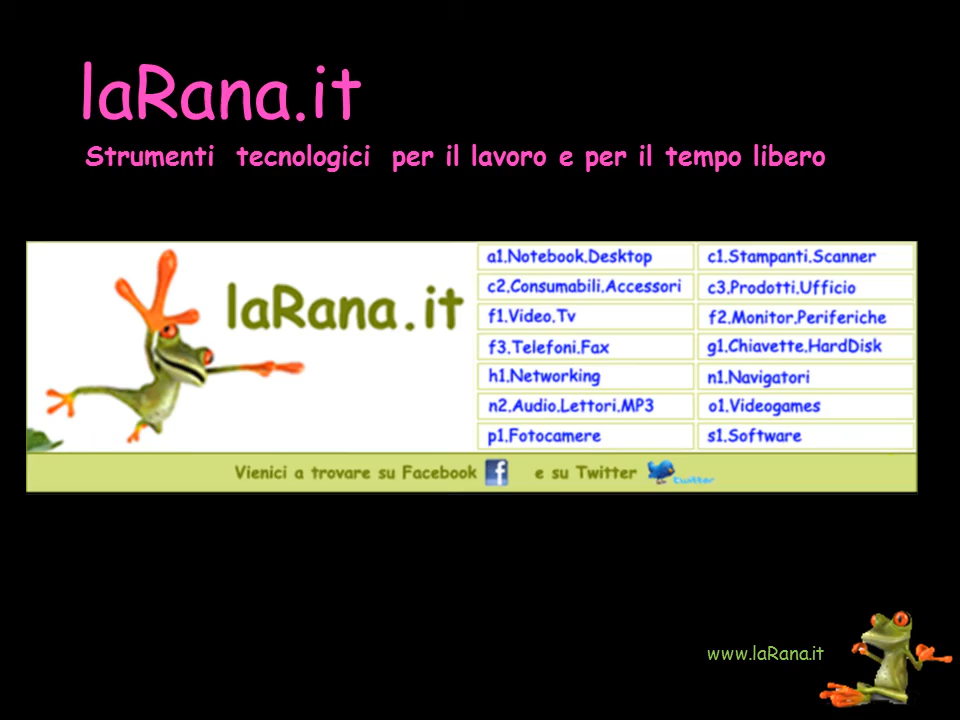 laRana.it
Strumenti tecnologici per il lavoro e per il tempo libero
laRana.it
a1.Notebook.Desktop
c1.Stampanti.Scanner
c2.Consumabili.Accessori
c3.Prodotti.Ufficio
f1.Video.Tv
f2.Monitor.Periferiche
f3.Telefoni.Fax
g1.Chiavette.HardDisk
h1.Networking
n1.Navigatori
n2.Audio.Lettori.MP3
o1.Videogames
p1.Fotocamere
s1.Software
Vienici a trovare su Facebook f e su Twitter twitter
www.laRana.it